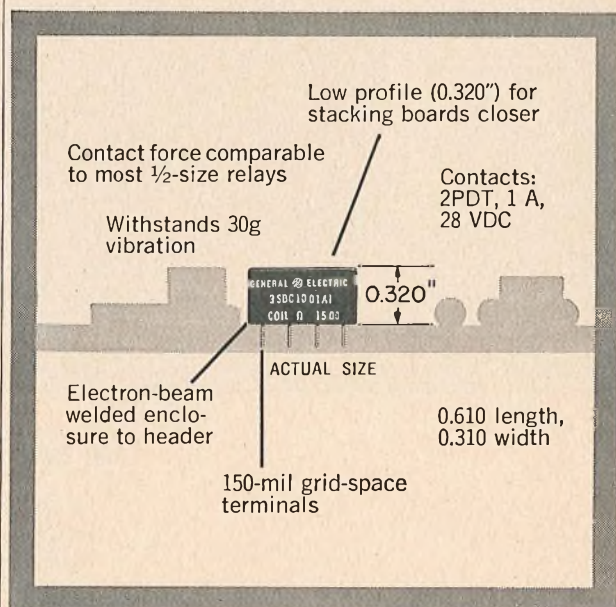 Low profile (0.320") for
stacking boards closer
Contact force comparable
to most ½-size relays
Contacts:
2PDT, 1 A,
28 VDC
Withstands 30g
vibration
GENERAL ELECTRIC
3SBC1001A1
COIL Ω 1500
0.320"
ACTUAL SIZE
Electron-beam
welded enclo-
sure to header
0.610 length,
0.310 width
150-mil grid-space
terminals